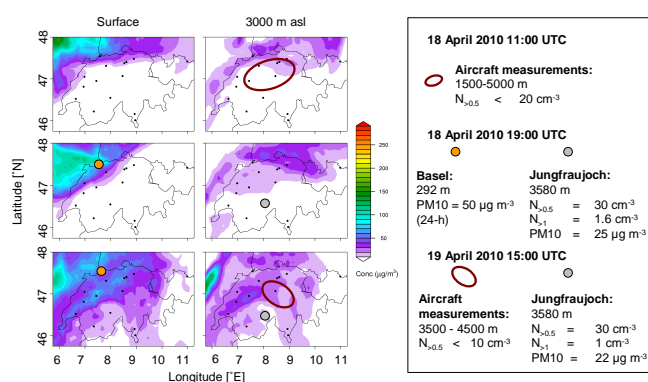 Surface 3000 m asl
48
47
46
48
47
46
48
47
46
Latitude [°N]
6 7 8 9 10 11 6 7 8 9 10 11
Longitude [°E]
250
200
150
100
50
Conc (µg/m³)
18 April 2010 11:00 UTC
Aircraft measurements:
1500-5000 m
N>0.5 < 20 cm-3
18 April 2010 19:00 UTC
Basel:
292 m
PM10 = 50 µg m-3
(24-h)
Jungfraujoch:
3580 m
N>0.5 = 30 cm-3
N>1 = 1.6 cm-3
PM10 = 25 µg m-3
19 April 2010 15:00 UTC
Aircraft
measurements:
3500 - 4500 m
N>0.5 < 10 cm-3
Jungfraujoch:
3580 m
N>0.5 = 30 cm-3
N>1 = 1 cm-3
PM10 = 22 µg m-3